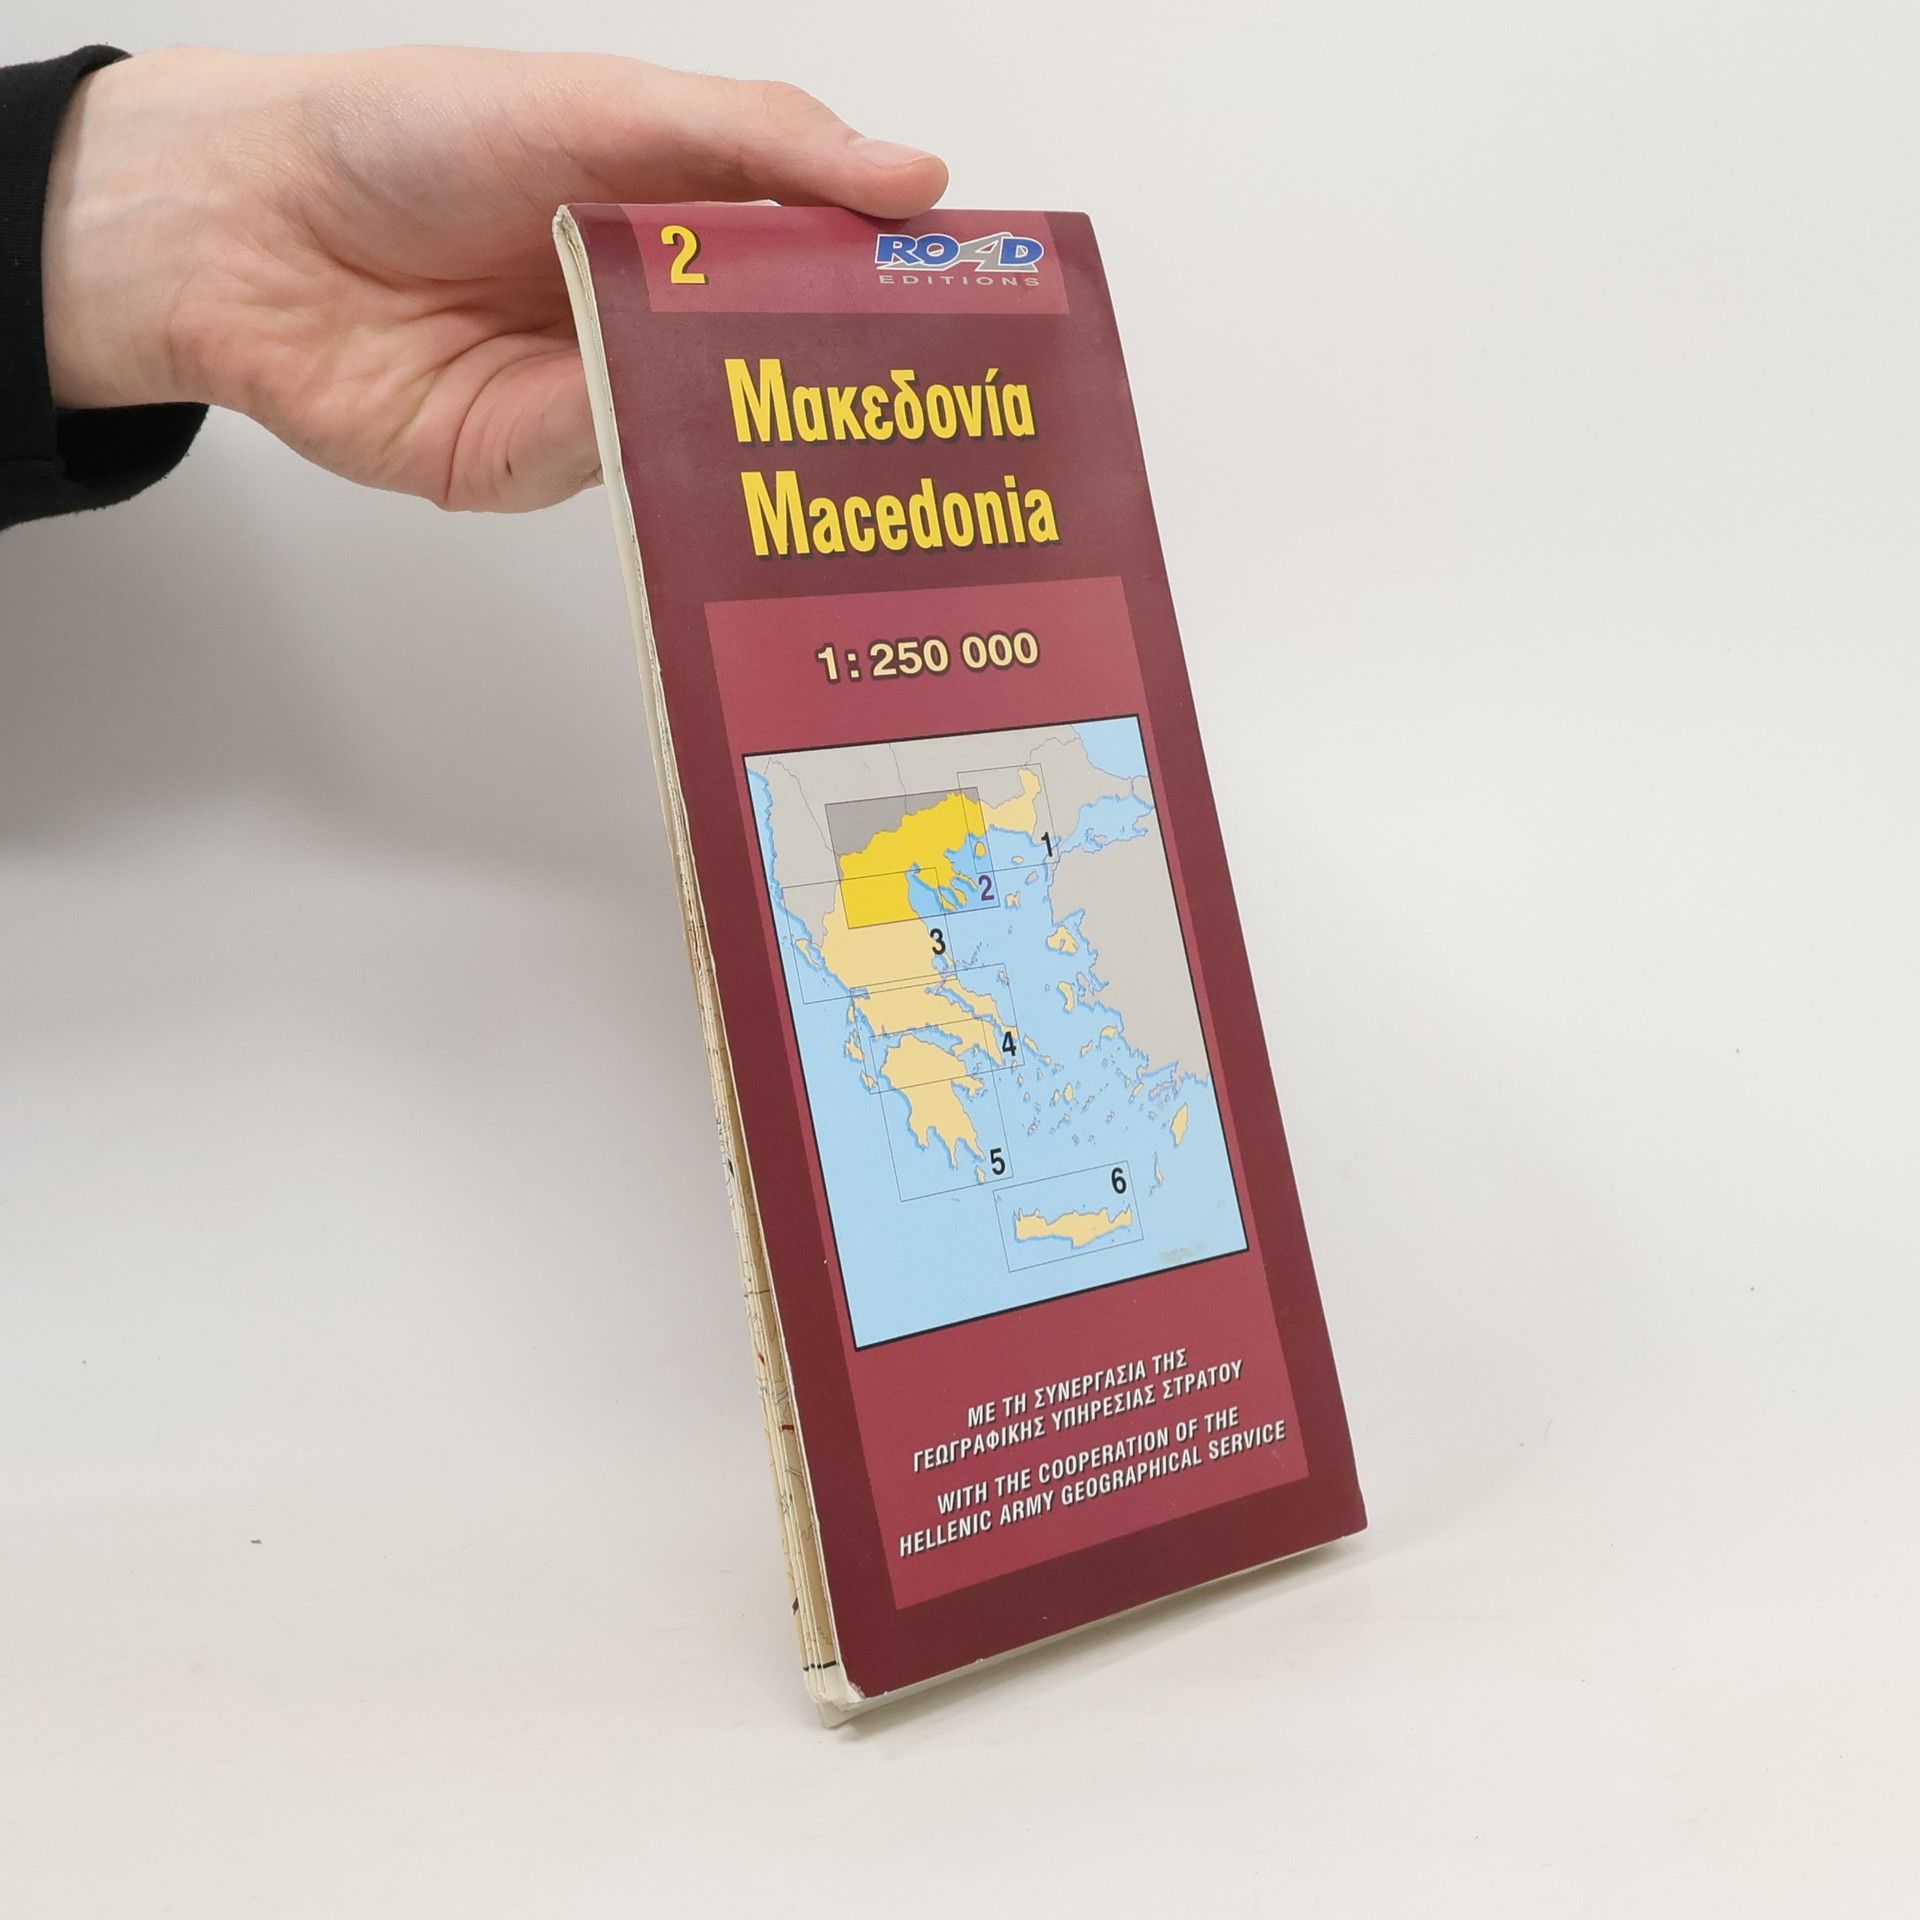 2
ROAD
EDITIONS
Μακεδονία
Macedonia
1: 250 000
1
2
3
4
5
6
ΜΕ ΤΗ ΣΥΝΕΡΓΑΣΙΑ ΤΗΣ
ΓΕΩΓΡΑΦΙΚΗΣ ΥΠΗΡΕΣΙΑΣ ΣΤΡΑΤΟΥ
WITH THE COOPERATION OF THE
HELLENIC ARMY GEOGRAPHICAL SERVICE